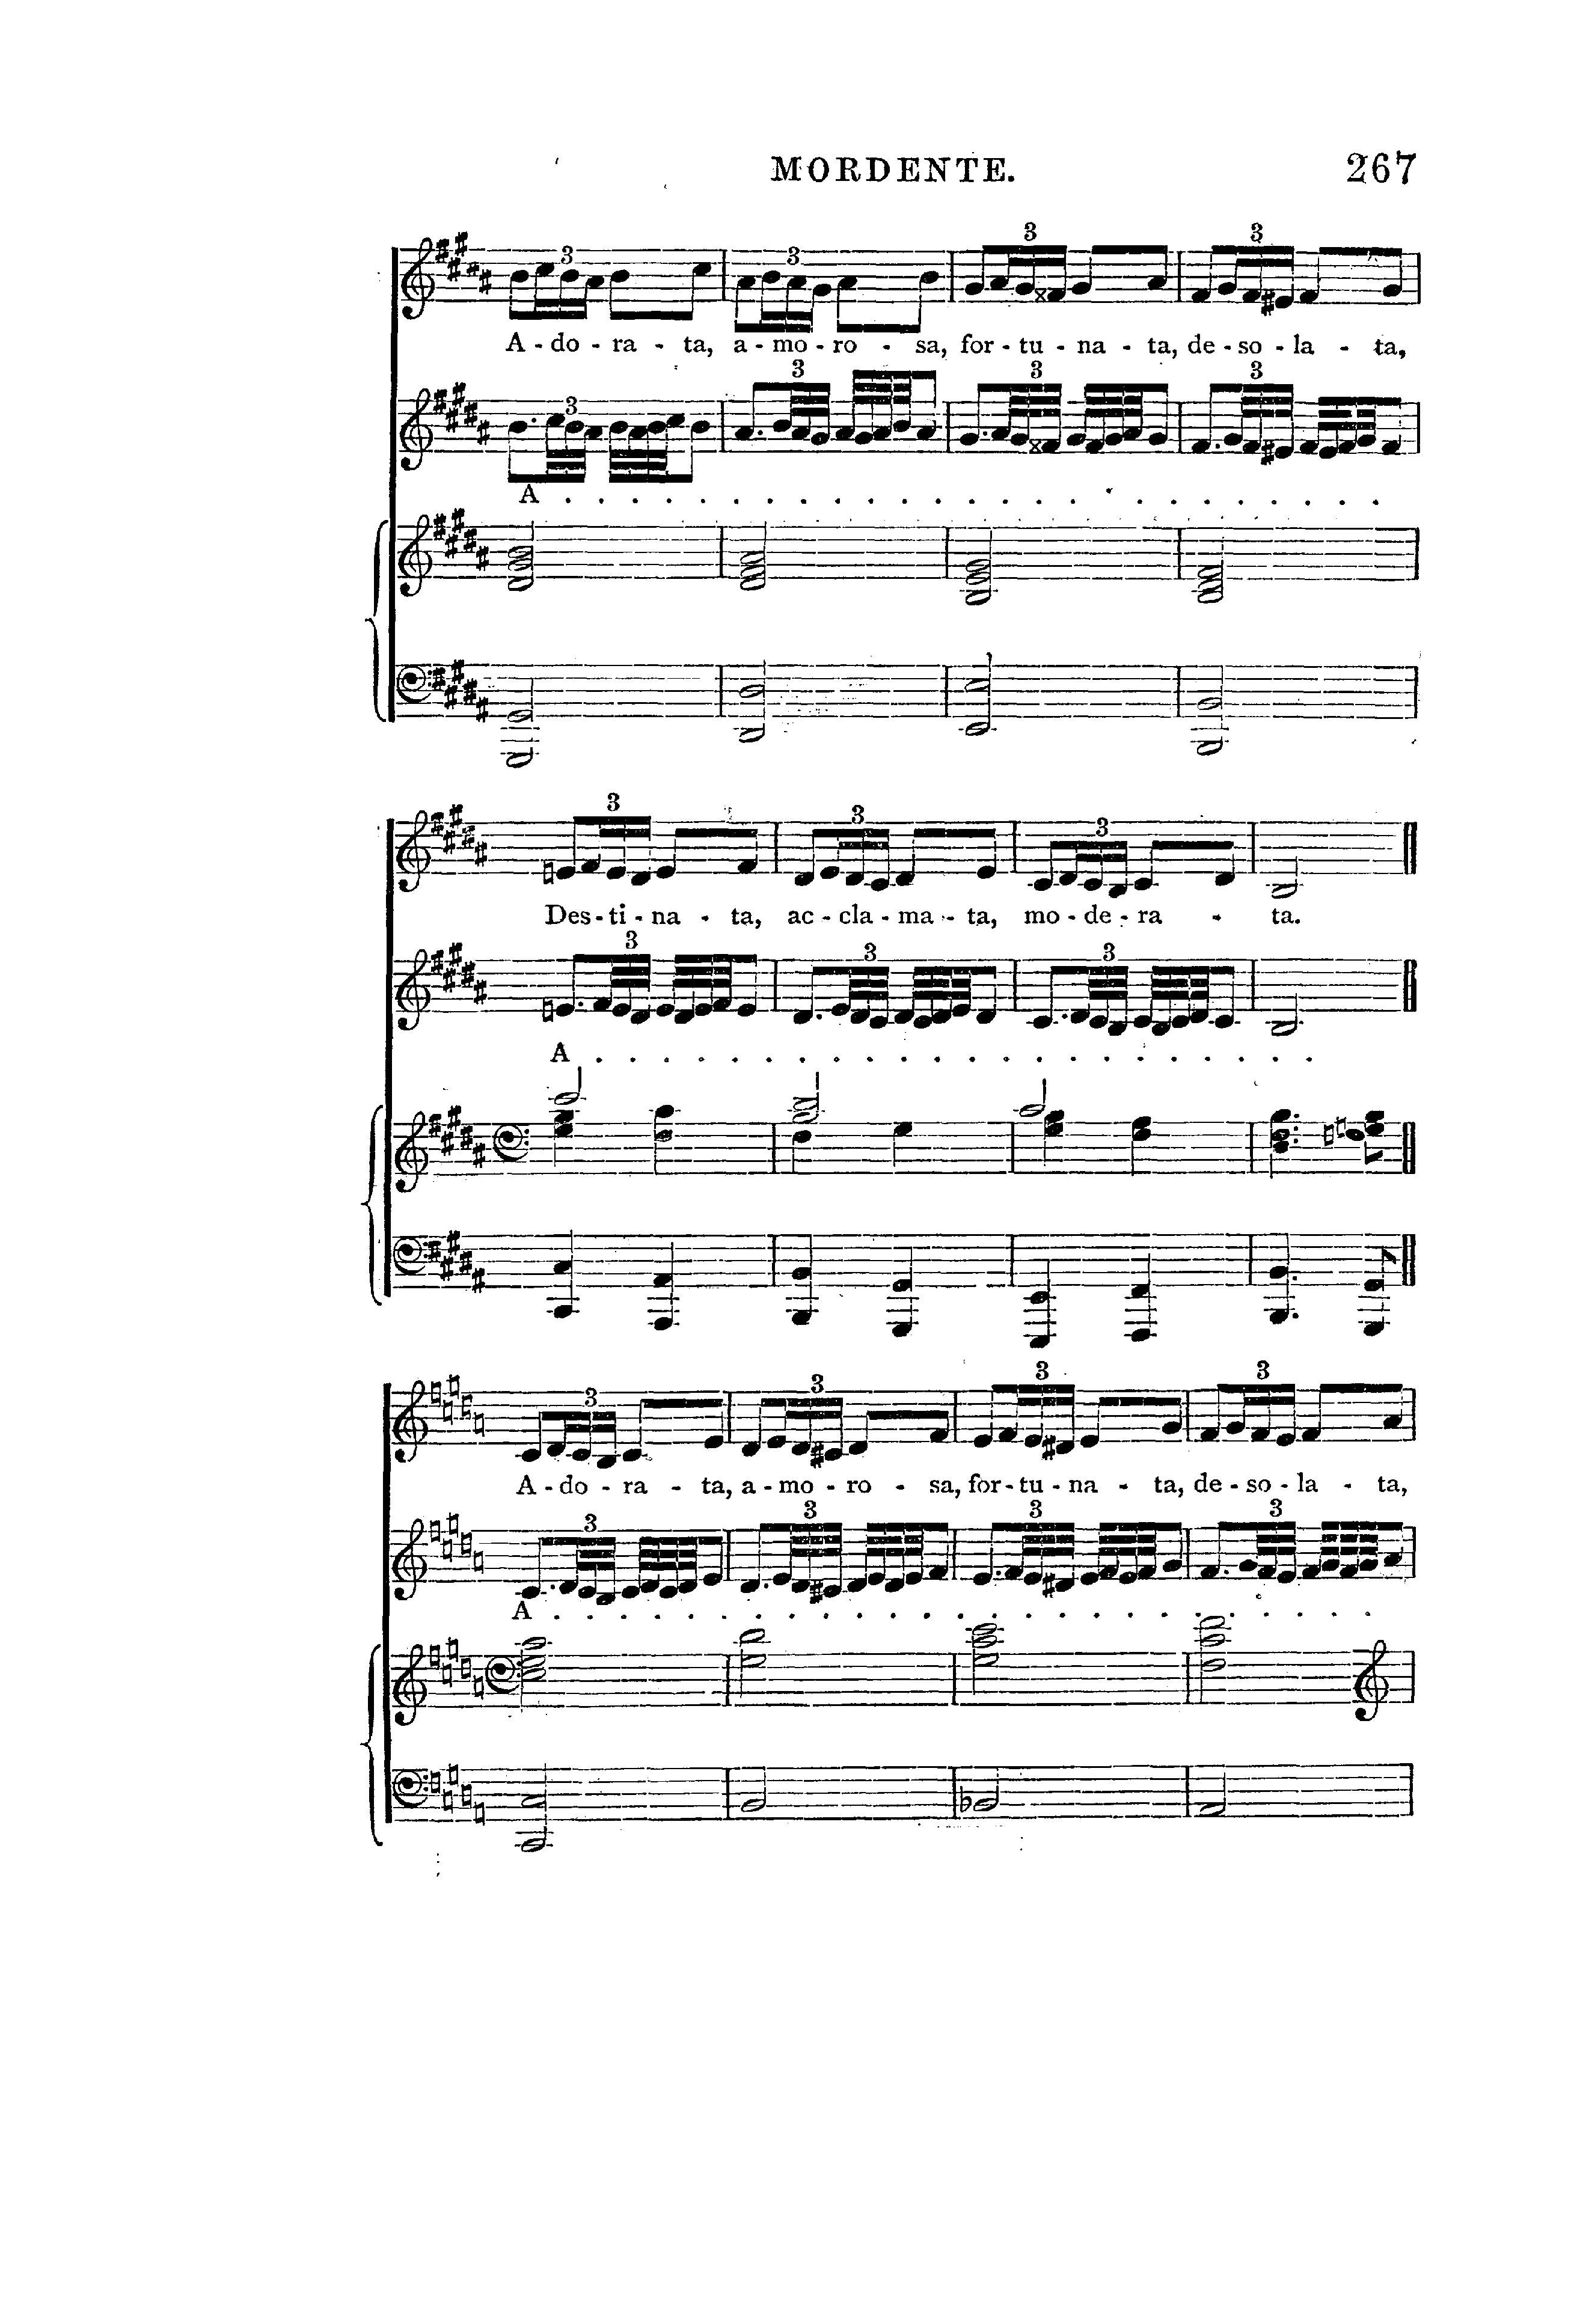 MORDENTE. 267
3 3 3 3
A - do - ra - ta, a - mo - ro - sa, for - tu - na - ta, de - so - la - ta,
3 3 3 3
A . . . . . . . . . . . . . . . . . . . . . . . . .
3 3 3
Des - ti - na - ta, ac - cla - ma - ta, mo - de - ra - ta.
3 3 3
A . . . . . . . . . . . . . . . . . . . . . .
3 3 3 3
A - do - ra - ta, a - mo - ro - sa, for - tu - na - ta, de - so - la - ta,
3 3 3 3
A . . . . . . . . . . . . . . . . . . . . . . . . .